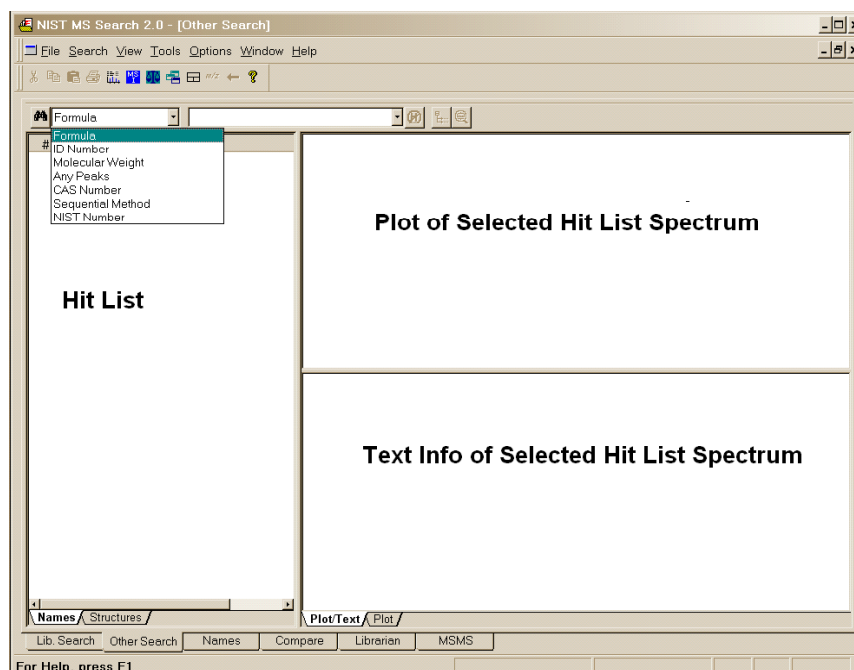 NIST MS Search 2.0 - [Other Search]
File Search View Tools Options Window Help
Formula
#
Formula
ID Number
Molecular Weight
Any Peaks
CAS Number
Sequential Method
NIST Number
Plot of Selected Hit List Spectrum
Hit List
Text Info of Selected Hit List Spectrum
Names Structures
Plot/Text Plot
Lib. Search Other Search Names Compare Librarian MSMS
For Help, press F1